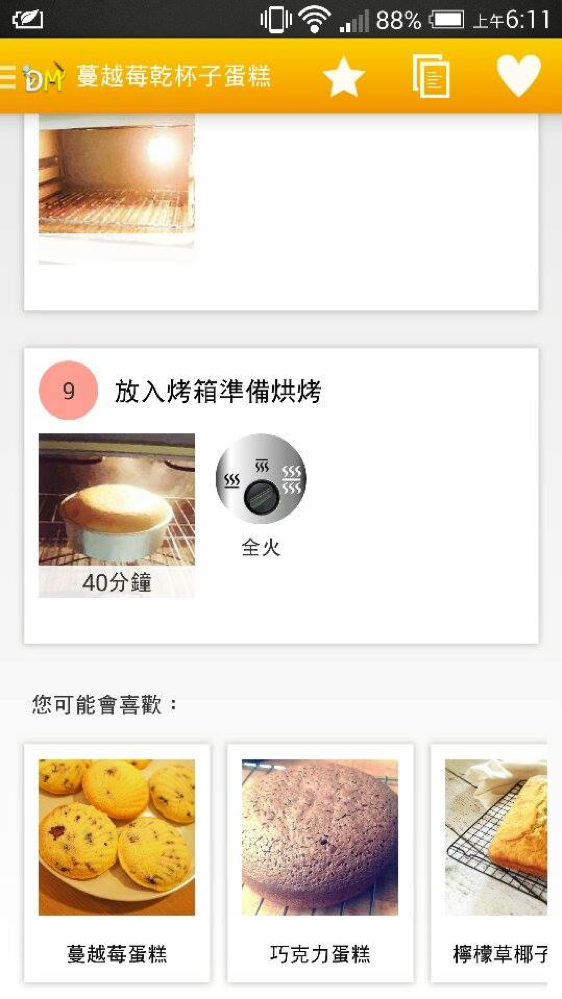 88% 上午6:11
DM 蔓越莓乾杯子蛋糕
9 放入烤箱準備烘烤
全火
40分鐘
您可能會喜歡：
蔓越莓蛋糕 巧克力蛋糕 檸檬草椰子